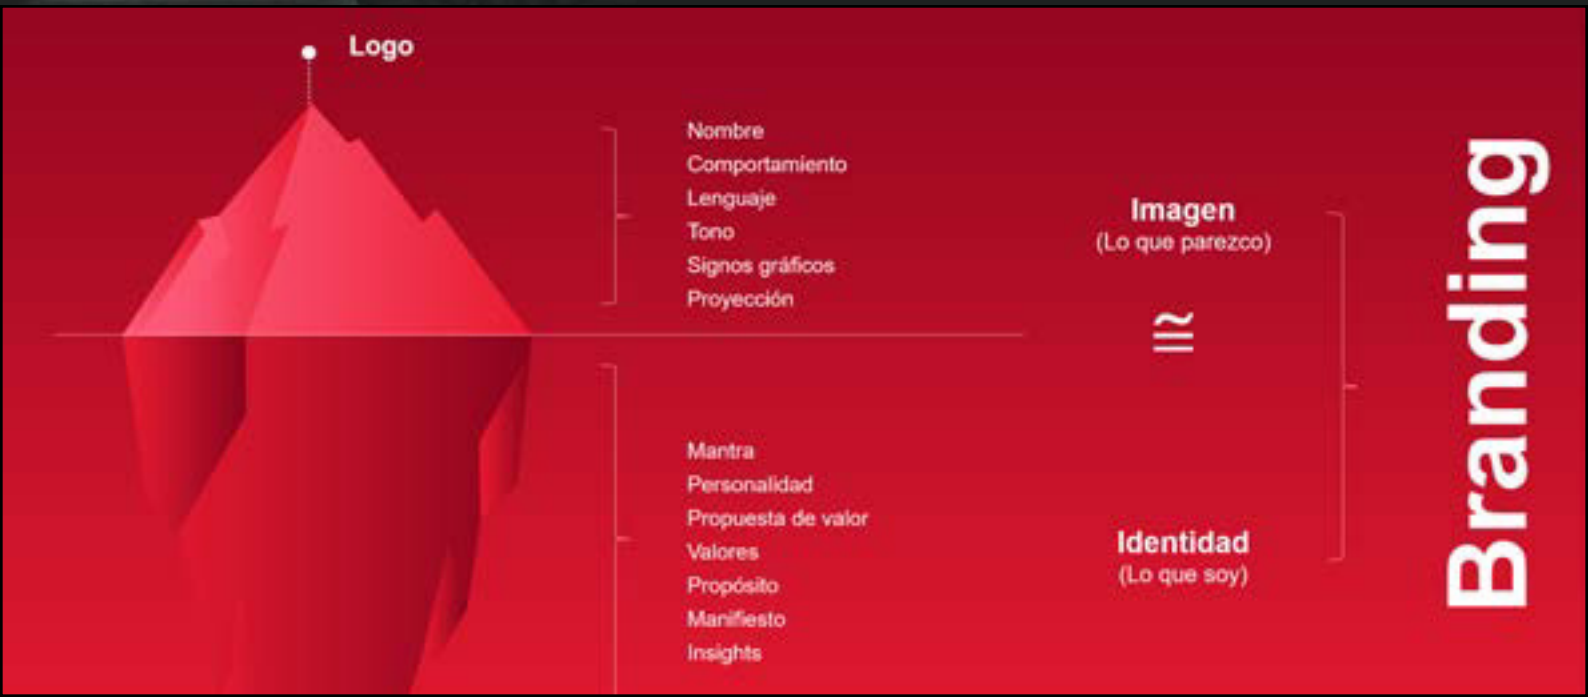 Logo
Nombre
Comportamiento
Lenguaje
Tono
Signos gráficos
Proyección
Imagen
(Lo que parezco)
≅
Mantra
Personalidad
Propuesta de valor
Valores
Propósito
Manifiesto
Insights
Identidad
(Lo que soy)
Branding